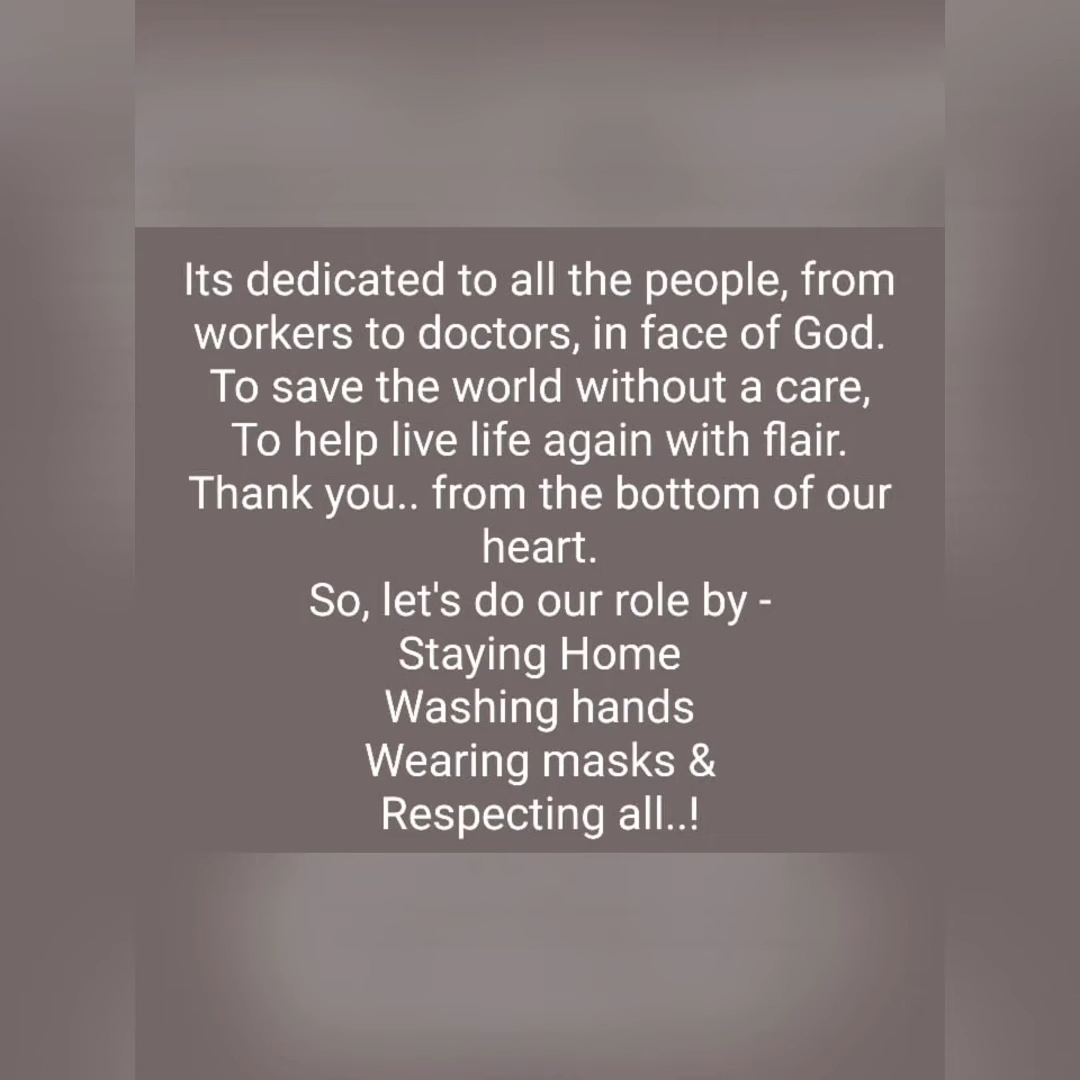 Its dedicated to all the people, from
workers to doctors, in face of God.
To save the world without a care,
To help live life again with flair.
Thank you.. from the bottom of our
heart.
So, let's do our role by -
Staying Home
Washing hands
Wearing masks &
Respecting all..!